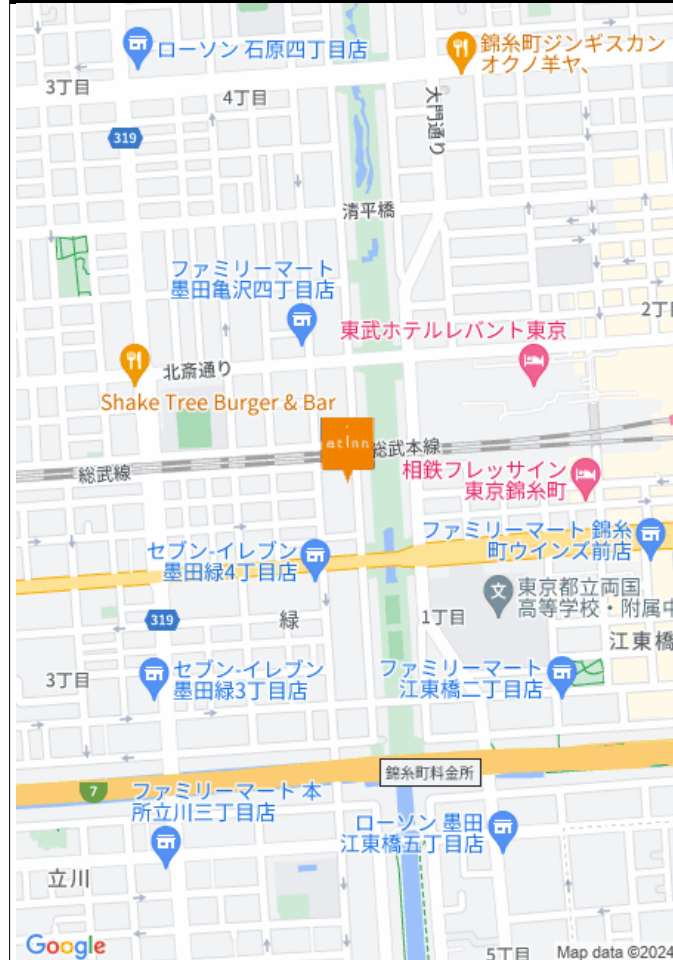 ローソン 石原四丁目店
錦糸町ジンギスカン
オクノ羊ヤ、
3丁目
4丁目
大門通り
319
清平橋
ファミリーマート
墨田亀沢四丁目店
2丁目
東武ホテルレバント東京
北斎通り
Shake Tree Burger & Bar
atinn
総武本線
総武線
相鉄フレッサイン
東京錦糸町
ファミリーマート 錦糸
町ウインズ前店
セブン-イレブン
墨田緑4丁目店
東京都立両国
高等学校・附属中
319
緑
1丁目
江東橋
3丁目
セブン-イレブン
墨田緑3丁目店
ファミリーマート
江東橋二丁目店
錦糸町料金所
7
ファミリーマート 本
所立川三丁目店
ローソン 墨田
江東橋五丁目店
立川
Google
5丁目
Map data ©2024